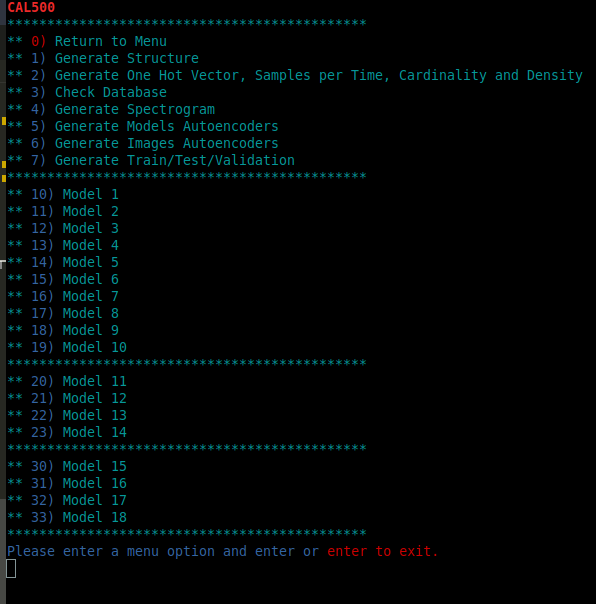 CAL500
*********************************************
** 0) Return to Menu
** 1) Generate Structure
** 2) Generate One Hot Vector, Samples per Time, Cardinality and Density
** 3) Check Database
** 4) Generate Spectrogram
** 5) Generate Models Autoencoders
** 6) Generate Images Autoencoders
** 7) Generate Train/Test/Validation
*********************************************
** 10) Model 1
** 11) Model 2
** 12) Model 3
** 13) Model 4
** 14) Model 5
** 15) Model 6
** 16) Model 7
** 17) Model 8
** 18) Model 9
** 19) Model 10
*********************************************
** 20) Model 11
** 21) Model 12
** 22) Model 13
** 23) Model 14
*********************************************
** 30) Model 15
** 31) Model 16
** 32) Model 17
** 33) Model 18
*********************************************
Please enter a menu option and enter or enter to exit.